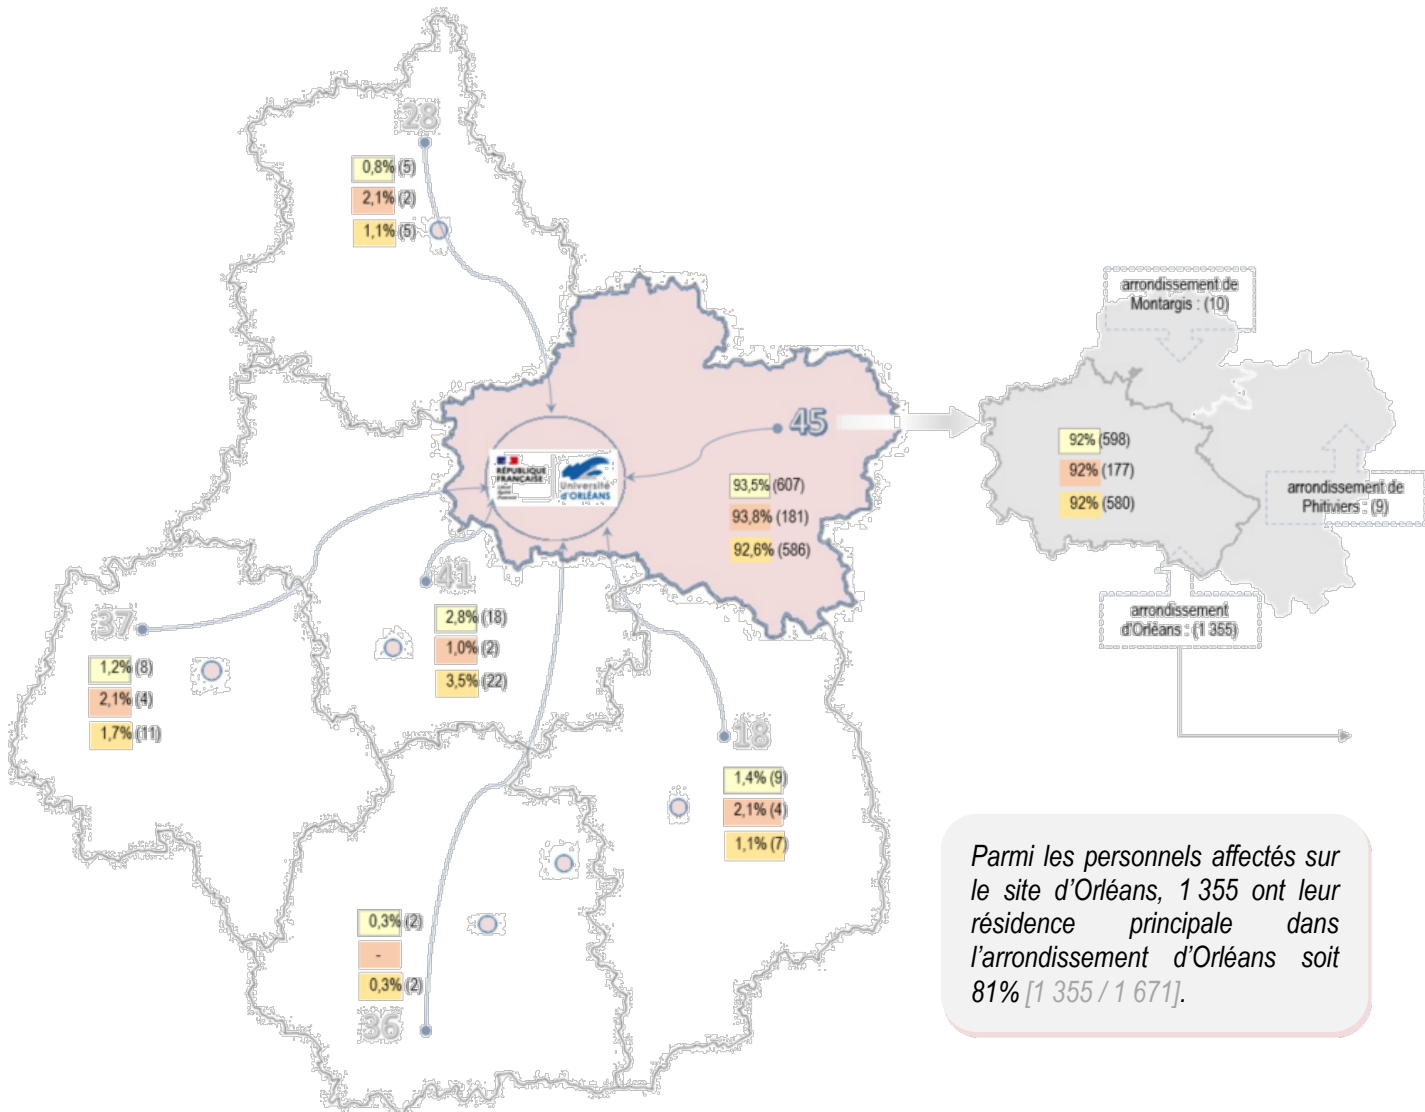 28
0,8% (5)
2,1% (2)
1,1% (5)
arrondissement de
Montargis : (10)
45
92% (598)
92% (177)
92% (580)
arrondissement de
Phitiviers : (9)
RÉPUBLIQUE
FRANÇAISE
Université
d'ORLÉANS
93,5% (607)
93,8% (181)
92,6% (586)
41
2,8% (18)
1,0% (2)
3,5% (22)
37
1,2% (8)
2,1% (4)
1,7% (11)
arrondissement
d'Orléans : (1 355)
18
1,4% (9)
2,1% (4)
1,1% (7)
0,3% (2)
-
0,3% (2)
36
Parmi les personnels affectés sur
le site d'Orléans, 1 355 ont leur
résidence principale dans
l'arrondissement d'Orléans soit
81% [1 355 / 1 671].